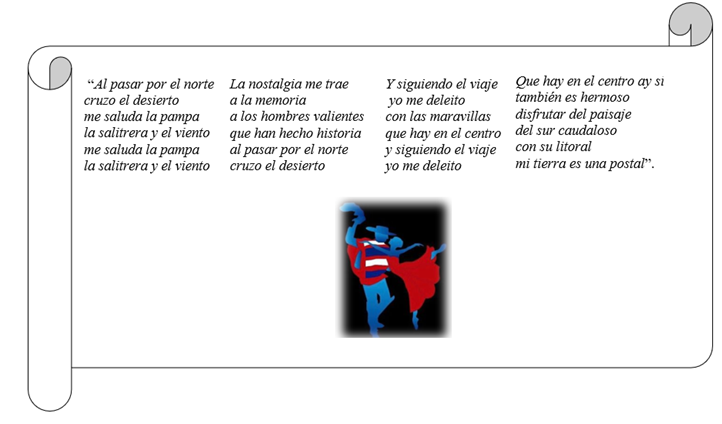 “Al pasar por el norte
cruzo el desierto
me saluda la pampa
la salitrera y el viento
me saluda la pampa
la salitrera y el viento
La nostalgia me trae
a la memoria
a los hombres valientes
que han hecho historia
al pasar por el norte
cruzo el desierto
Y siguiendo el viaje
yo me deleito
con las maravillas
que hay en el centro
y siguiendo el viaje
yo me deleito
Que hay en el centro ay si
también es hermoso
disfrutar del paisaje
del sur caudaloso
con su litoral
mi tierra es una postal”.